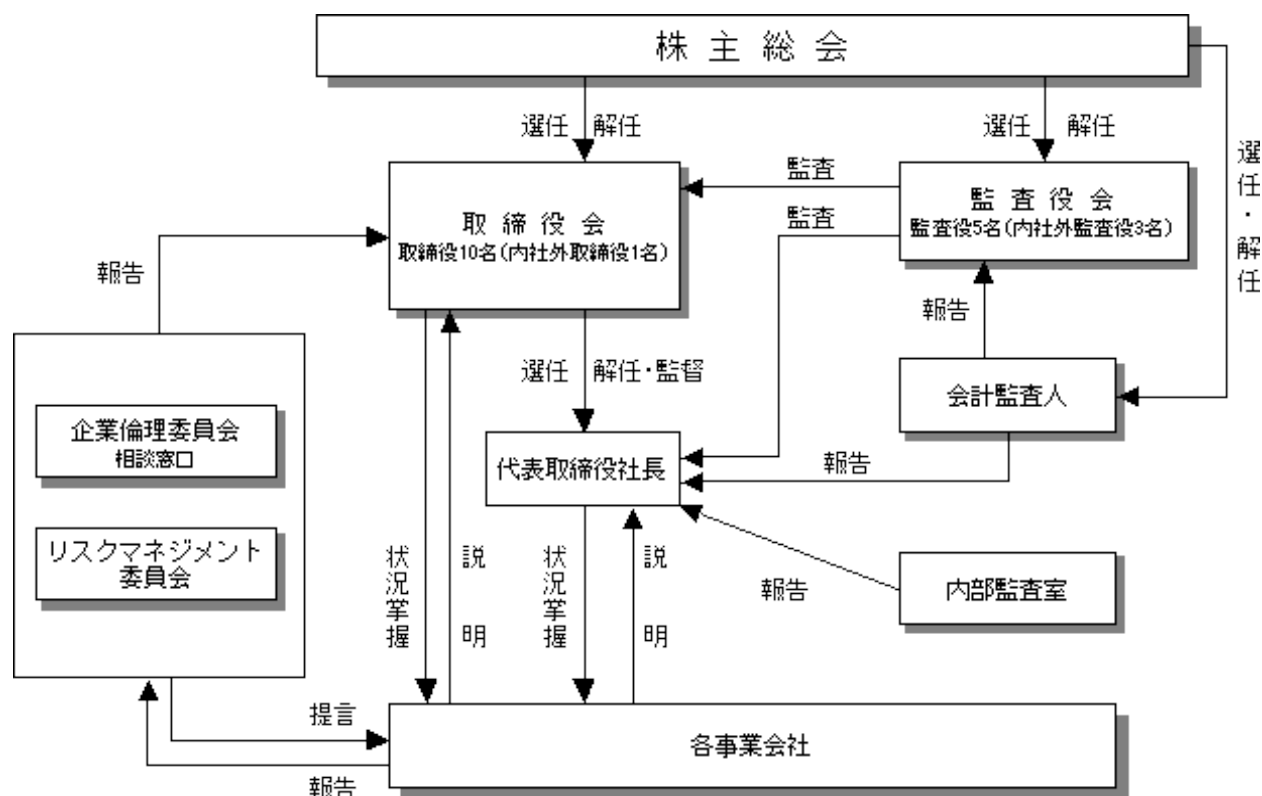 株主総会
選任 解任
選任 解任
選任・解任
監査
監査
取締役会
取締役10名(内社外取締役1名)
監査役会
監査役5名(内社外監査役3名)
報告
報告
選任 解任・監督
会計監査人
企業倫理委員会
相談窓口
代表取締役社長
報告
リスクマネジメント
委員会
状況掌握
説明
状況掌握
説明
報告
内部監査室
提言
各事業会社
報告